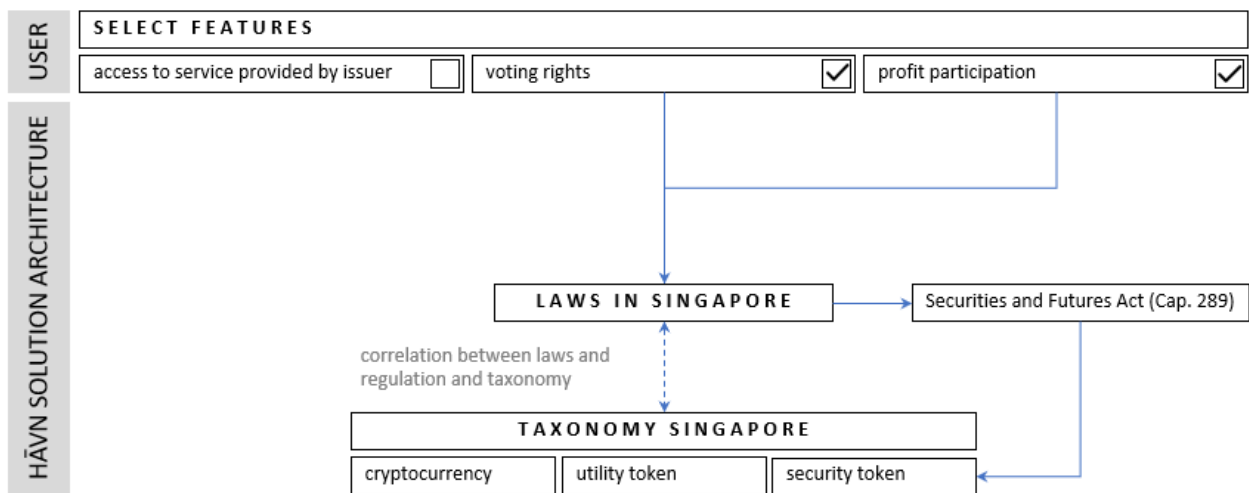 USER
SELECT FEATURES
access to service provided by issuer
voting rights
profit participation
HĀVN SOLUTION ARCHITECTURE
LAWS IN SINGAPORE
Securities and Futures Act (Cap. 289)
correlation between laws and
regulation and taxonomy
TAXONOMY SINGAPORE
cryptocurrency
utility token
security token